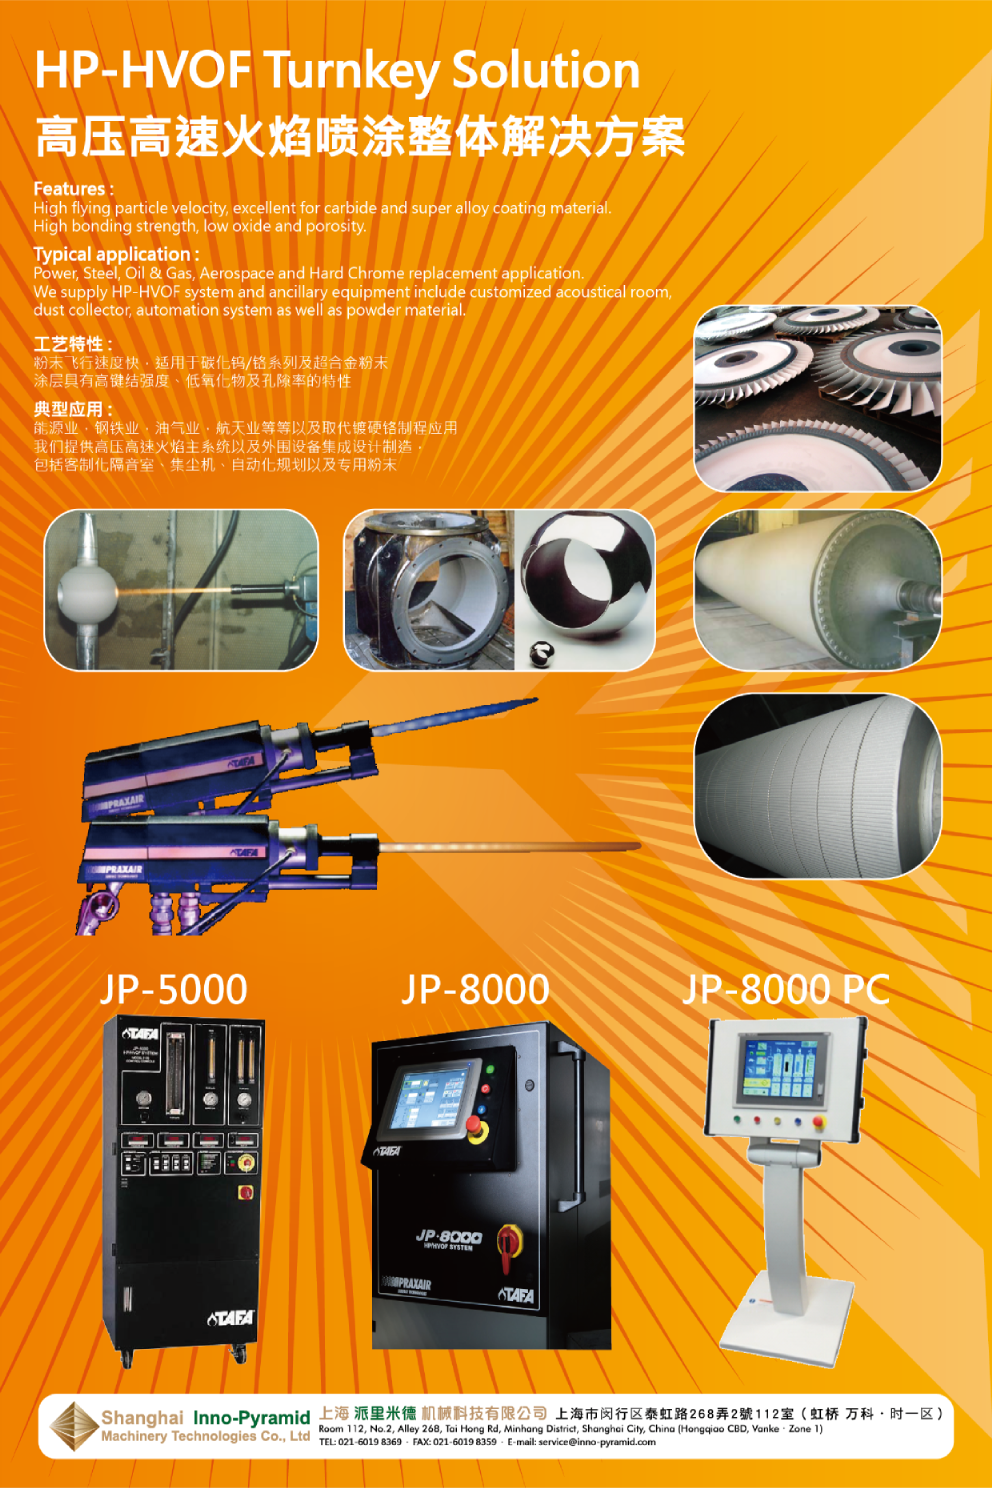 HP-HVOF Turnkey Solution
高压高速火焰喷涂整体解决方案
Features :
High flying particle velocity, excellent for carbide and super alloy coating material.
High bonding strength, low oxide and porosity.
Typical application :
Power, Steel, Oil & Gas, Aerospace and Hard Chrome replacement application.
We supply HP-HVOF system and ancillary equipment include customized acoustical room,
dust collector, automation system as well as powder material.
工艺特性 :
粉末飞行速度快，适用于碳化钨/铬系列及超合金粉末
涂层具有高键结强度、低氧化物及孔隙率的特性
典型应用 :
能源业，钢铁业，油气业，航天业等等以及取代镀硬铬制程应用
我们提供高压高速火焰主系统以及外围设备集成设计制造，
包括客制化隔音室、集尘机、自动化规划以及专用粉末
TAFA
PRAXAIR
TAFA
PRAXAIR
JP-5000
JP-8000
JP-8000 PC
TAFA
HP/HVOF SYSTEM
TAFA
TAFA
JP-8000
HP/HVOF SYSTEM
PRAXAIR
TAFA
Shanghai Inno-Pyramid
Machinery Technologies Co., Ltd
上海 派里米德 机械科技有限公司 上海市闵行区泰虹路268弄2號112室（虹桥 万科·时一区）
Room 112, No.2, Alley 268, Tai Hong Rd, Minhang District, Shanghai City, China (Hongqiao CBD, Vanke · Zone 1)
TEL: 021-6019 8369 · FAX: 021-6019 8359 · E-mail: service@inno-pyramid.com